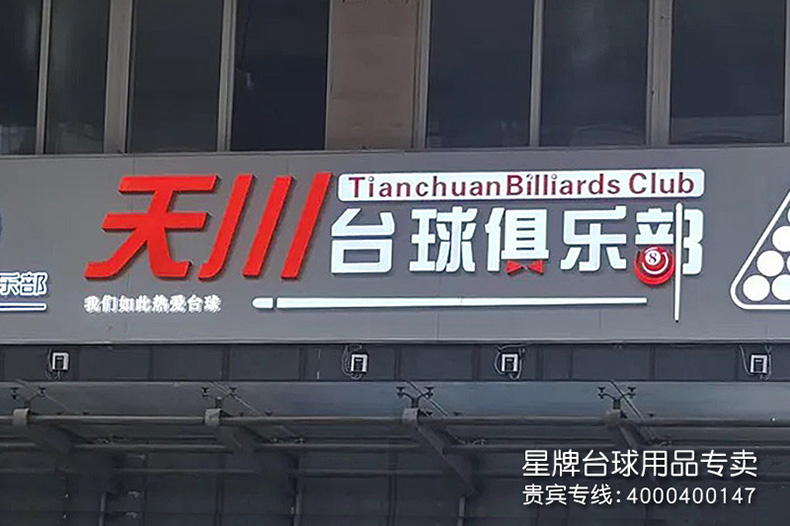 天川
Tianchuan Billiards Club
台球俱乐部
8
我们如此热爱台球
乐部
星牌台球用品专卖
贵宾专线:4000400147